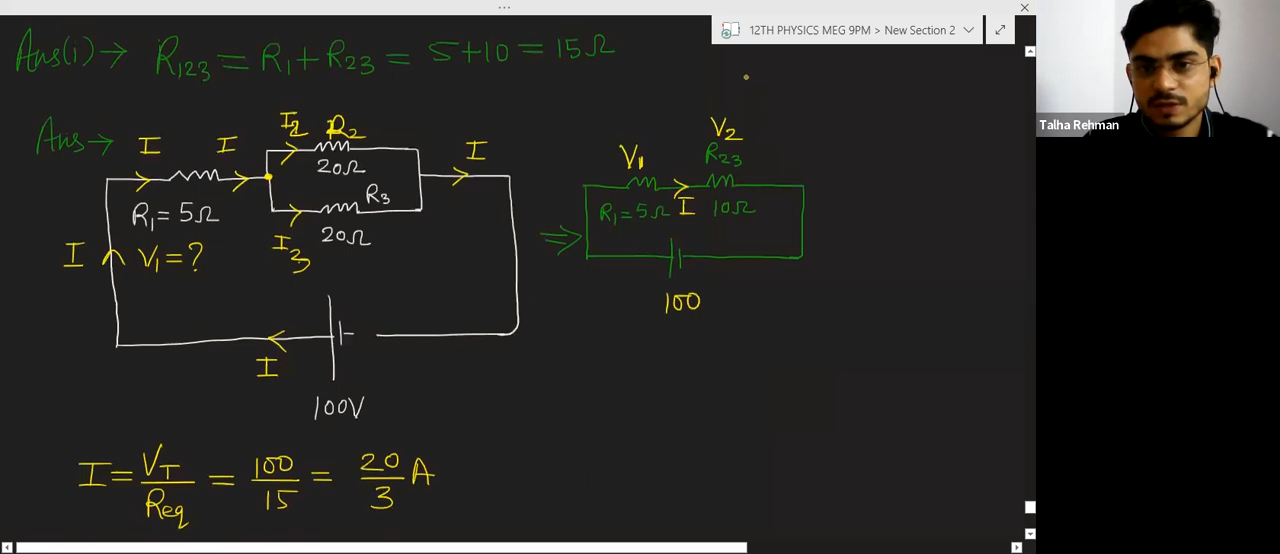 12TH PHYSICS MEG 9PM > New Section 2
Talha Rehman
Ans(i) → R₁₂₃ = R₁ + R₂₃ = 5+10 = 15Ω
Ans →
I I I₂ R₂ I
20Ω
R₁ = 5Ω R₃
I V₁ = ? I₃ 20Ω
I
100V
V₁ V₂
R₂₃
⇒ R₁ = 5Ω I 10Ω
100
I = V_T/Req = 100/15 = 20/3 A